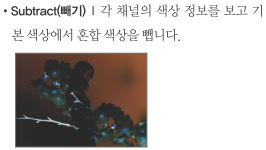 • Subtract(빼기) | 각 채널의 색상 정보를 보고 기
본 색상에서 혼합 색상을 뺍니다.